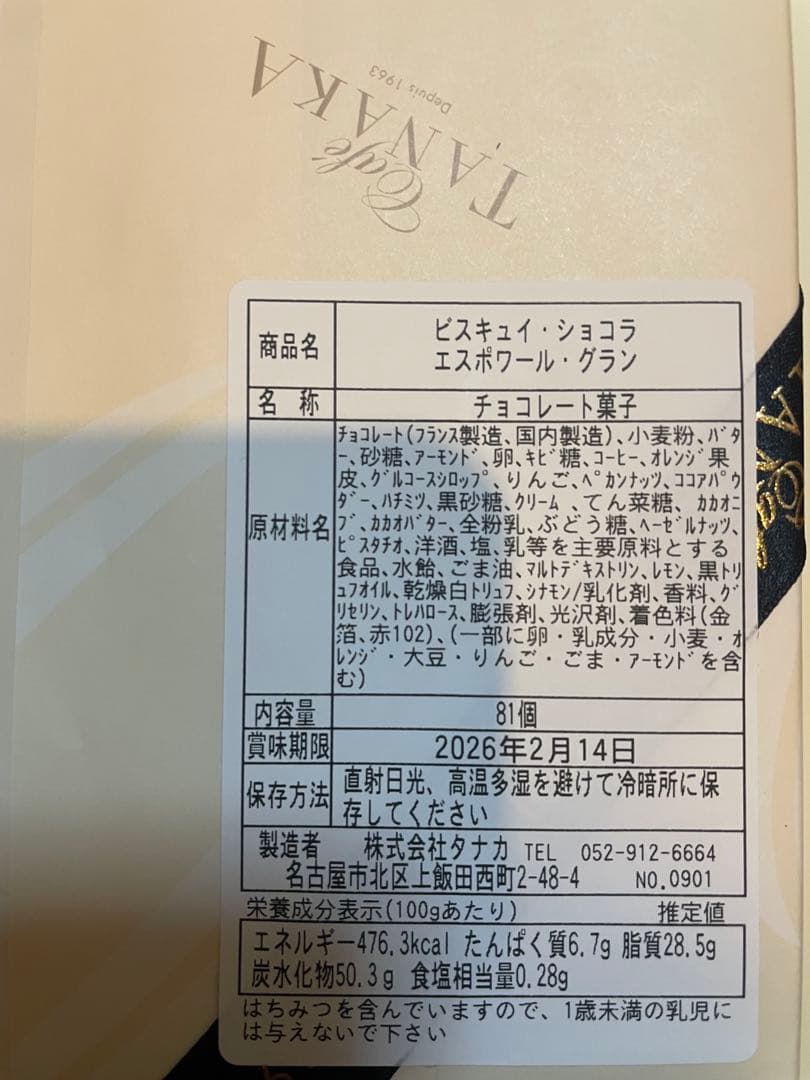 Café
TANAKA
Depuis 1963
商品名 ビスキュイ・ショコラ
エスポワール・グラン
名 称 チョコレート菓子
原材料名
ﾁｮｺﾚｰﾄ(ﾌﾗﾝｽ製造、国内製造)、小麦粉、ﾊﾞﾀ
ｰ、砂糖、ｱｰﾓﾝﾄﾞ、卵、ｷﾋﾞ糖、ｺｰﾋｰ、ｵﾚﾝｼﾞ果
皮、ｸﾞﾙｺｰｽｼﾛｯﾌﾟ、りんご、ﾍﾟｶﾝﾅｯﾂ、ｺｺｱﾊﾟｳ
ﾀﾞｰ、ﾊﾁﾐﾂ、黒砂糖、ｸﾘｰﾑ、てん菜糖、ｶｶｵﾆ
ﾌﾞ、ｶｶｵﾊﾞﾀｰ、全粉乳、ぶどう糖、ﾍｰｾﾞﾙﾅｯﾂ、
ﾋﾟｽﾀﾁｵ、洋酒、塩、乳等を主要原料とする
食品、水飴、ごま油、ﾏﾙﾄﾃﾞｷｽﾄﾘﾝ、ﾚﾓﾝ、黒ﾄﾘ
ｭﾌｵｲﾙ、乾燥白ﾄﾘｭﾌ、ｼﾅﾓﾝ/乳化剤、香料、ｸﾞ
ﾘｾﾘﾝ、ﾄﾚﾊﾛｰｽ、膨張剤、光沢剤、着色料(金
箔、赤102)、(一部に卵・乳成分・小麦・ｵ
ﾚﾝｼﾞ・大豆・りんご・ごま・ｱｰﾓﾝﾄﾞを含
む)
内容量 81個
賞味期限 2026年2月14日
保存方法 直射日光、高温多湿を避けて冷暗所に保
存してください
製造者 株式会社タナカ TEL 052-912-6664
名古屋市北区上飯田西町2-48-4 NO.0901
栄養成分表示(100gあたり) 推定値
エネルギー476.3kcal たんぱく質6.7g 脂質28.5g
炭水化物50.3g 食塩相当量0.28g
はちみつを含んでいますので、1歳未満の乳児に
は与えないで下さい